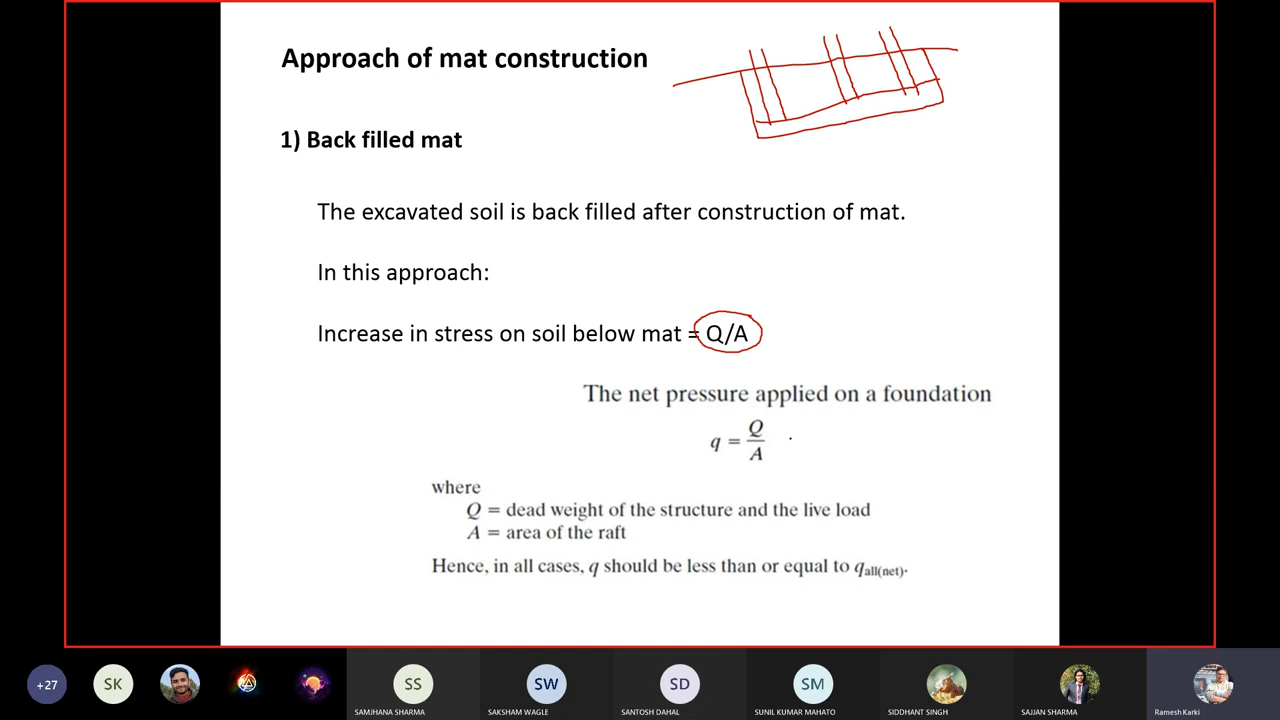 Approach of mat construction
1) Back filled mat
The excavated soil is back filled after construction of mat.
In this approach:
Increase in stress on soil below mat = Q/A
The net pressure applied on a foundation
q = Q/A
where
Q = dead weight of the structure and the live load
A = area of the raft
Hence, in all cases, q should be less than or equal to qall(net).
+27
SK
SS
SW
SD
SM
SAMJHANA SHARMA
SAKSHAM WAGLE
SANTOSH DAHAL
SUNIL KUMAR MAHATO
SIDDHANT SINGH
SAJJAN SHARMA
Ramesh Karki